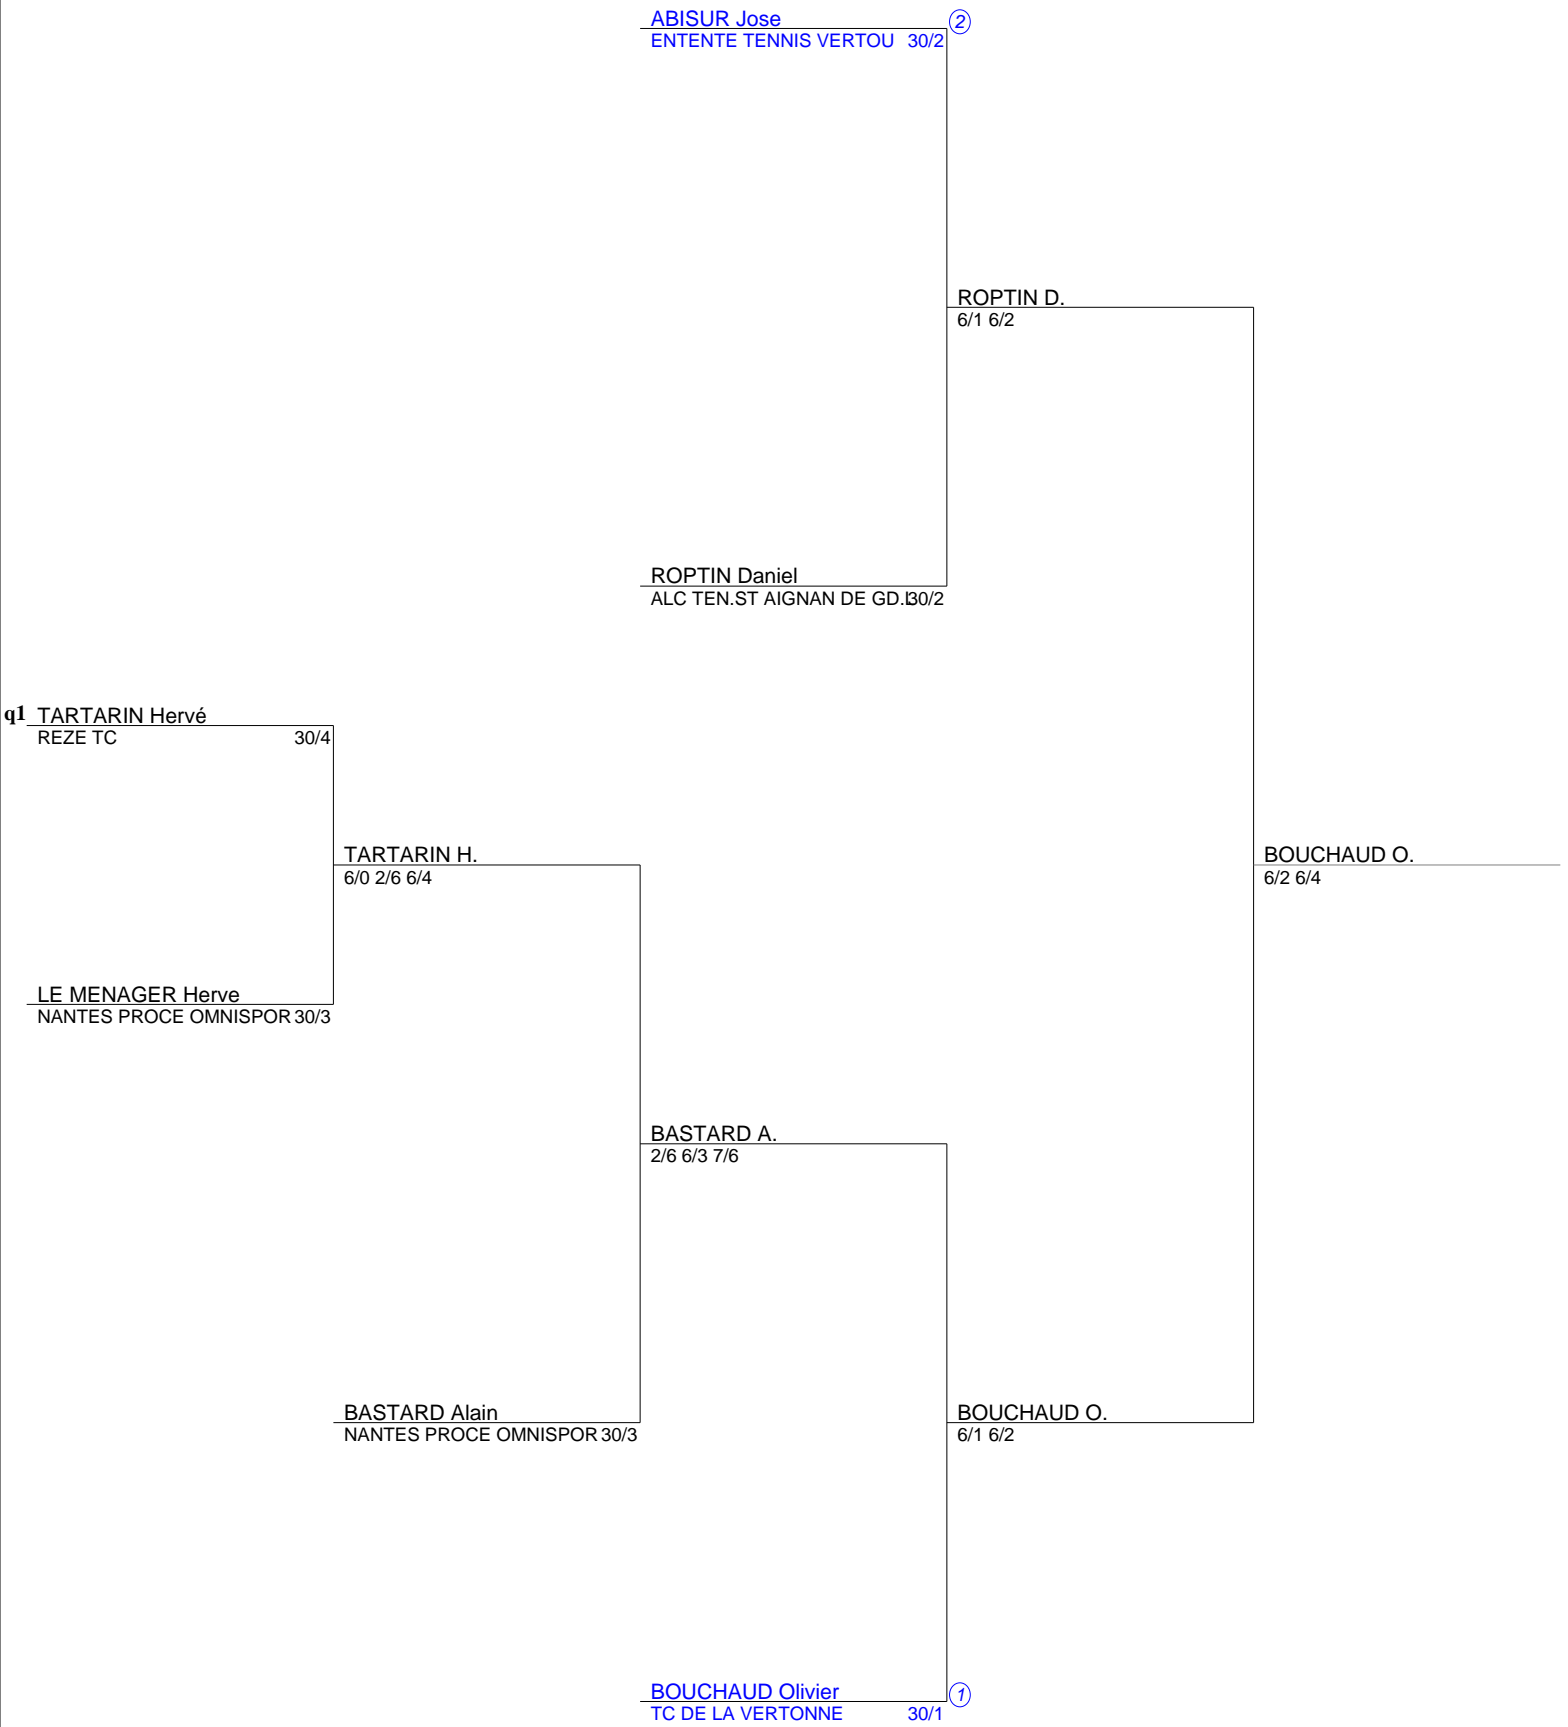 ABISUR Jose 2
ENTENTE TENNIS VERTOU 30/2
ROPTIN D.
6/1 6/2
ROPTIN Daniel
ALC TEN.ST AIGNAN DE GD.L30/2
q1 TARTARIN Hervé
REZE TC 30/4
TARTARIN H.
6/0 2/6 6/4
BOUCHAUD O.
6/2 6/4
LE MENAGER Herve
NANTES PROCE OMNISPOR 30/3
BASTARD A.
2/6 6/3 7/6
BASTARD Alain
NANTES PROCE OMNISPOR 30/3
BOUCHAUD O.
6/1 6/2
BOUCHAUD Olivier 1
TC DE LA VERTONNE 30/1